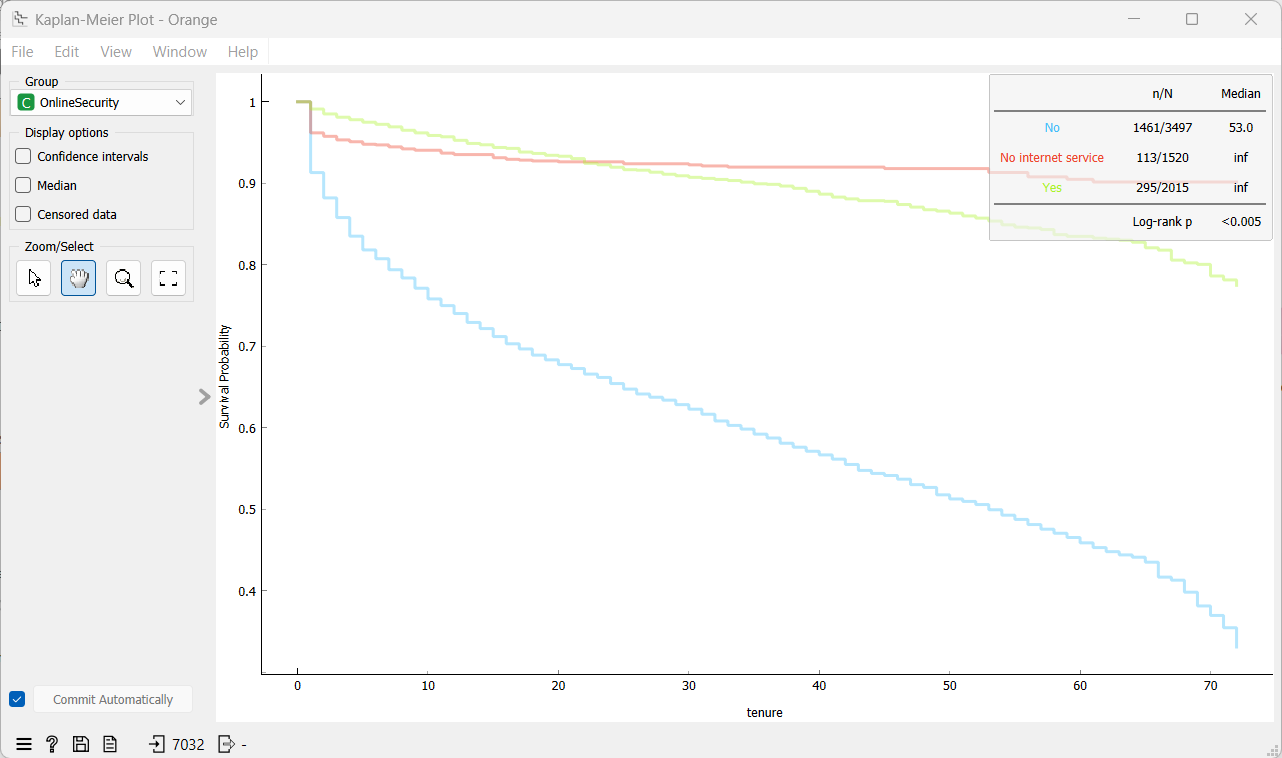 Kaplan-Meier Plot - Orange
File Edit View Window Help
Group
C OnlineSecurity
Display options
Confidence intervals
Median
Censored data
Zoom/Select
Commit Automatically
7032 -
Survival Probability
1
0.9
0.8
0.7
0.6
0.5
0.4
0 10 20 30 40 50 60 70
tenure
n/N Median
No 1461/3497 53.0
No internet service 113/1520 inf
Yes 295/2015 inf
Log-rank p <0.005